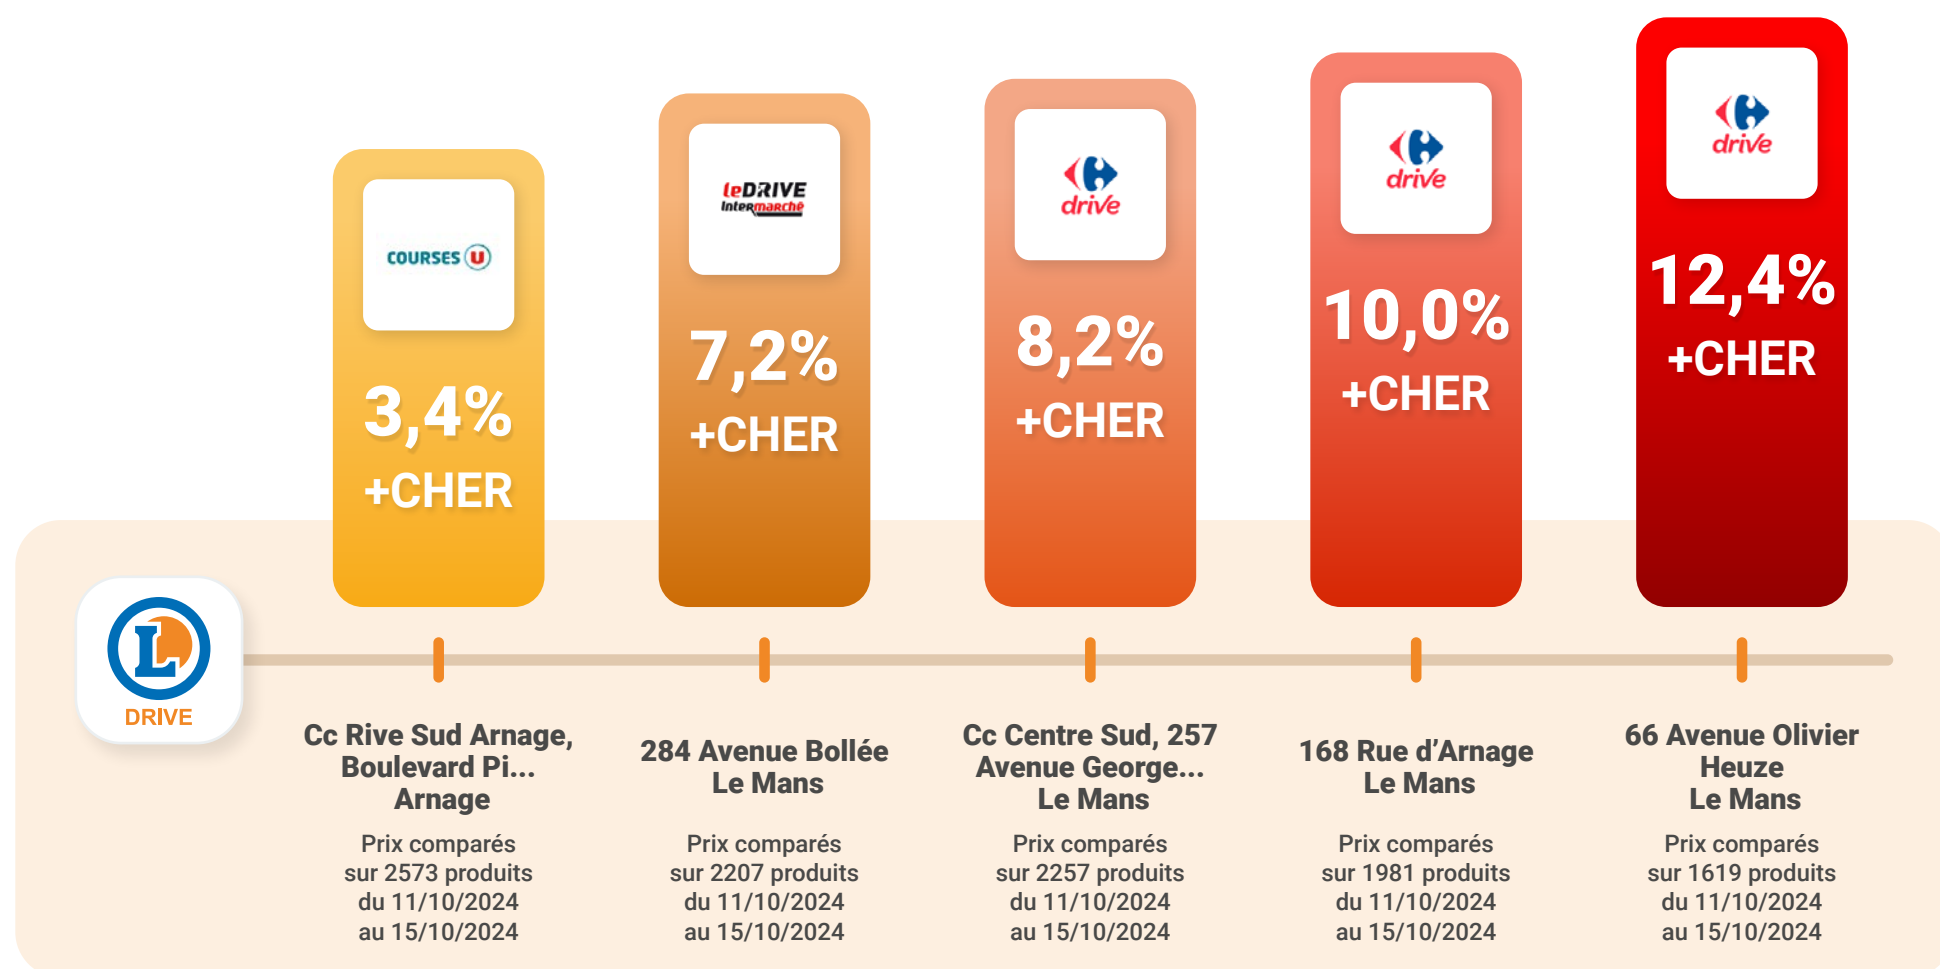 COURSES U
3,4%
+CHER
leDRIVE
Intermarché
7,2%
+CHER
drive
8,2%
+CHER
drive
10,0%
+CHER
drive
12,4%
+CHER
L
DRIVE
Cc Rive Sud Arnage,
Boulevard Pi...
Arnage
Prix comparés
sur 2573 produits
du 11/10/2024
au 15/10/2024
284 Avenue Bollée
Le Mans
Prix comparés
sur 2207 produits
du 11/10/2024
au 15/10/2024
Cc Centre Sud, 257
Avenue George...
Le Mans
Prix comparés
sur 2257 produits
du 11/10/2024
au 15/10/2024
168 Rue d’Arnage
Le Mans
Prix comparés
sur 1981 produits
du 11/10/2024
au 15/10/2024
66 Avenue Olivier
Heuze
Le Mans
Prix comparés
sur 1619 produits
du 11/10/2024
au 15/10/2024